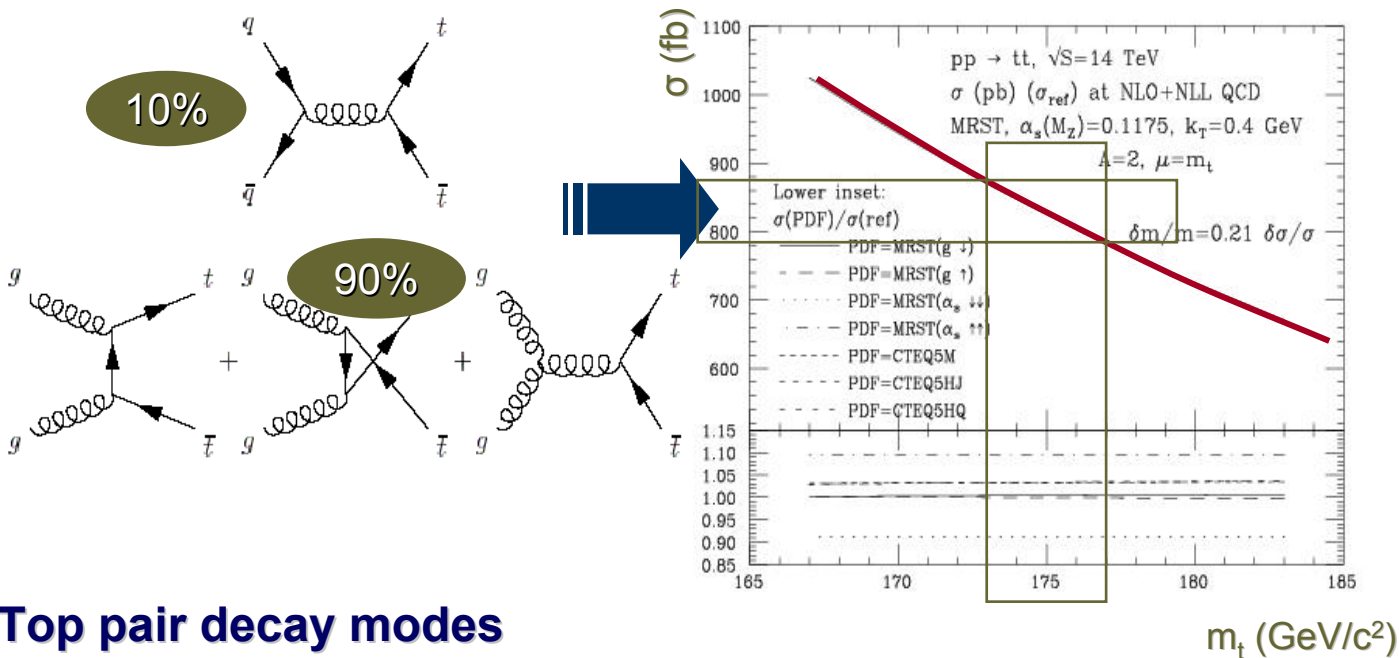 q
t
10%
q̄
t̄
g
t
g
90%
g
t
+
+
g
t̄
g
t̄
g
t̄
σ (fb)
1100
1000
900
800
700
600
pp → tt, √S=14 TeV
σ (pb) (σref) at NLO+NLL QCD
MRST, αs(MZ)=0.1175, kT=0.4 GeV
A=2, μ=mt
Lower inset:
σ(PDF)/σ(ref)
δm/m=0.21 δσ/σ
PDF=MRST(g ↓)
PDF=MRST(g ↑)
PDF=MRST(αs ↓↓)
PDF=MRST(αs ↑↑)
PDF=CTEQ5M
PDF=CTEQ5HJ
PDF=CTEQ5HQ
1.15
1.10
1.05
1.00
0.95
0.90
0.85
165 170 175 180 185
mt (GeV/c²)
Top pair decay modes